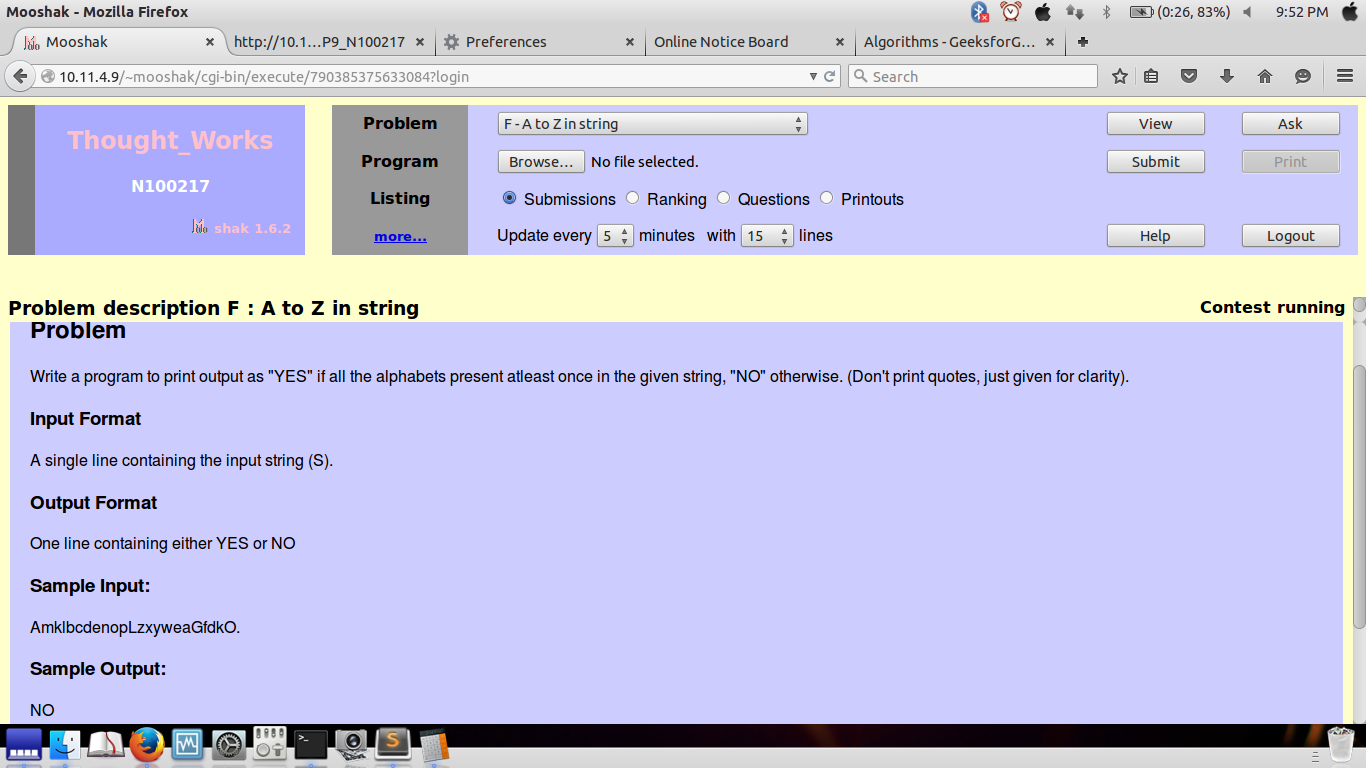 Mooshak - Mozilla Firefox
(0:26, 83%)
9:52 PM
Mooshak
http://10.1...P9_N100217
Preferences
Online Notice Board
Algorithms - GeeksforG...
10.11.4.9/~mooshak/cgi-bin/execute/790385375633084?login
Search
Thought_Works
N100217
shak 1.6.2
Problem
F - A to Z in string
View
Ask
Program
Browse...
No file selected.
Submit
Print
Listing
Submissions
Ranking
Questions
Printouts
more...
Update every 5 minutes with 15 lines
Help
Logout
Problem description F : A to Z in string
Contest running
Problem
Write a program to print output as "YES" if all the alphabets present atleast once in the given string, "NO" otherwise. (Don't print quotes, just given for clarity).
Input Format
A single line containing the input string (S).
Output Format
One line containing either YES or NO
Sample Input:
AmklbcdenopLzxyweaGfdkO.
Sample Output:
NO